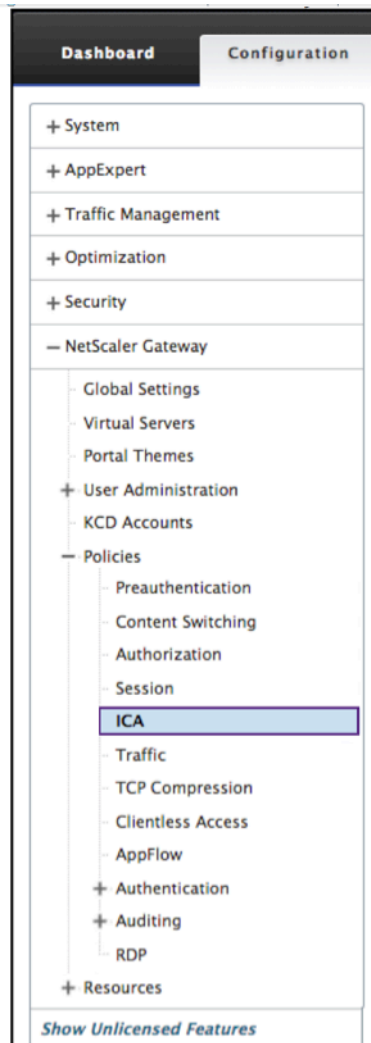 Dashboard Configuration
+ System
+ AppExpert
+ Traffic Management
+ Optimization
+ Security
− NetScaler Gateway
Global Settings
Virtual Servers
Portal Themes
+ User Administration
KCD Accounts
− Policies
Preauthentication
Content Switching
Authorization
Session
ICA
Traffic
TCP Compression
Clientless Access
AppFlow
+ Authentication
+ Auditing
RDP
+ Resources
Show Unlicensed Features